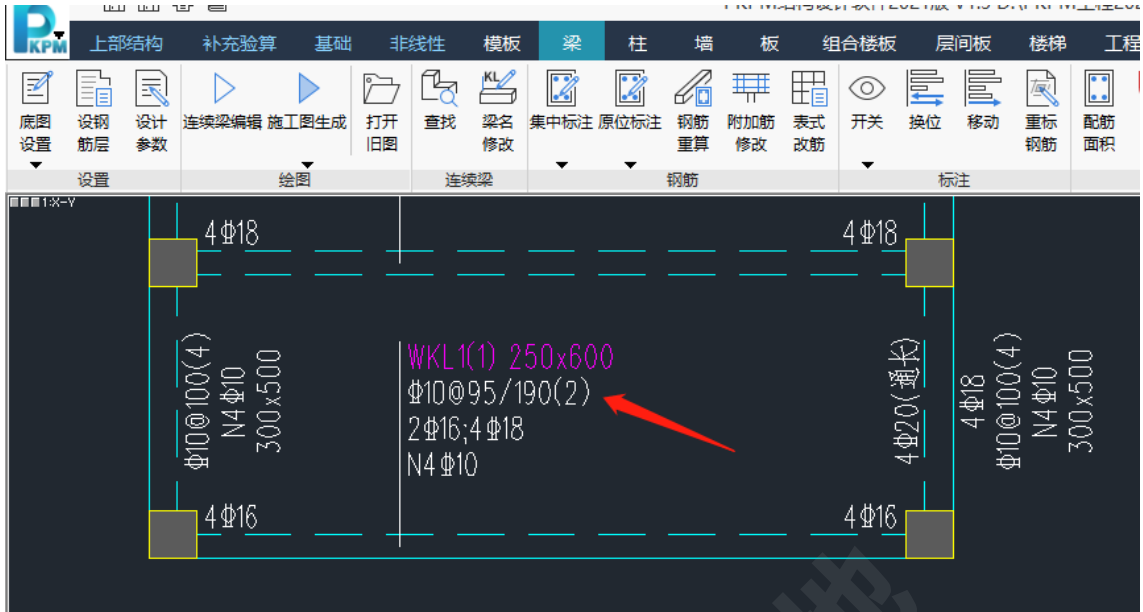 PKPM
上部结构 补充验算 基础 非线性 模板 梁 柱 墙 板 组合楼板 层间板 楼梯 工程
底图设置 设钢筋层 设计参数 连续梁编辑 施工图生成 打开旧图 查找 梁名修改 集中标注 原位标注 钢筋重算 附加筋修改 表式改筋 开关 换位 移动 重标钢筋 配筋面积
KL
设置 绘图 连续梁 钢筋 标注
1:X-Y
4Φ18 4Φ18
WKL1(1) 250x600
Φ10@95/190(2)
2Φ16;4Φ18
N4Φ10
Φ10@100(4)
N4Φ10
300x500
4Φ20(通长)
4Φ18
Φ10@100(4)
N4Φ10
300x500
4Φ16 4Φ16